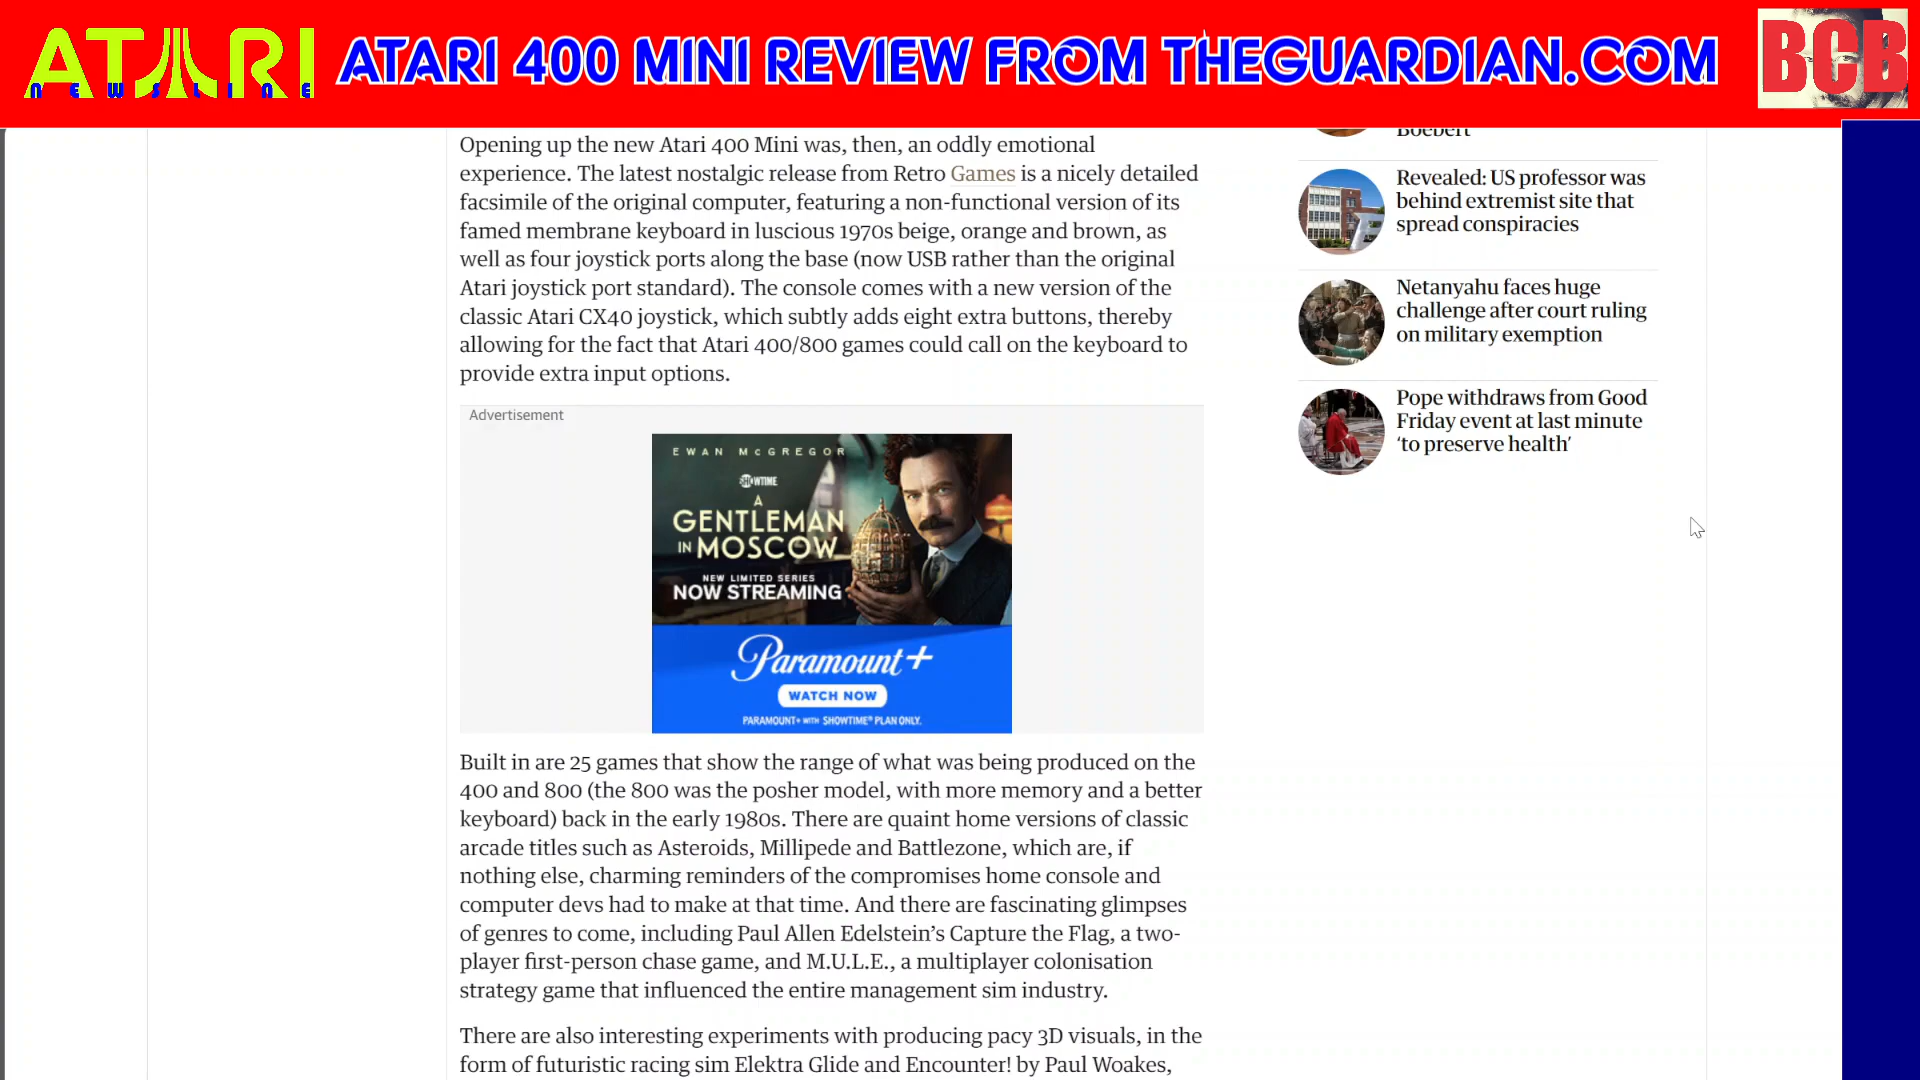 ATARI
NEWSLINE
ATARI 400 MINI REVIEW FROM THEGUARDIAN.COM
BCB
Opening up the new Atari 400 Mini was, then, an oddly emotional
experience. The latest nostalgic release from Retro Games is a nicely detailed
facsimile of the original computer, featuring a non-functional version of its
famed membrane keyboard in luscious 1970s beige, orange and brown, as
well as four joystick ports along the base (now USB rather than the original
Atari joystick port standard). The console comes with a new version of the
classic Atari CX40 joystick, which subtly adds eight extra buttons, thereby
allowing for the fact that Atari 400/800 games could call on the keyboard to
provide extra input options.
Advertisement
EWAN McGREGOR
SHOWTIME
A
GENTLEMAN
IN MOSCOW
NEW LIMITED SERIES
NOW STREAMING
Paramount+
WATCH NOW
PARAMOUNT+ WITH SHOWTIME® PLAN ONLY.
Built in are 25 games that show the range of what was being produced on the
400 and 800 (the 800 was the posher model, with more memory and a better
keyboard) back in the early 1980s. There are quaint home versions of classic
arcade titles such as Asteroids, Millipede and Battlezone, which are, if
nothing else, charming reminders of the compromises home console and
computer devs had to make at that time. And there are fascinating glimpses
of genres to come, including Paul Allen Edelstein’s Capture the Flag, a two-
player first-person chase game, and M.U.L.E., a multiplayer colonisation
strategy game that influenced the entire management sim industry.
There are also interesting experiments with producing pacy 3D visuals, in the
form of futuristic racing sim Elektra Glide and Encounter! by Paul Woakes,
Boebert
Revealed: US professor was
behind extremist site that
spread conspiracies
Netanyahu faces huge
challenge after court ruling
on military exemption
Pope withdraws from Good
Friday event at last minute
‘to preserve health’